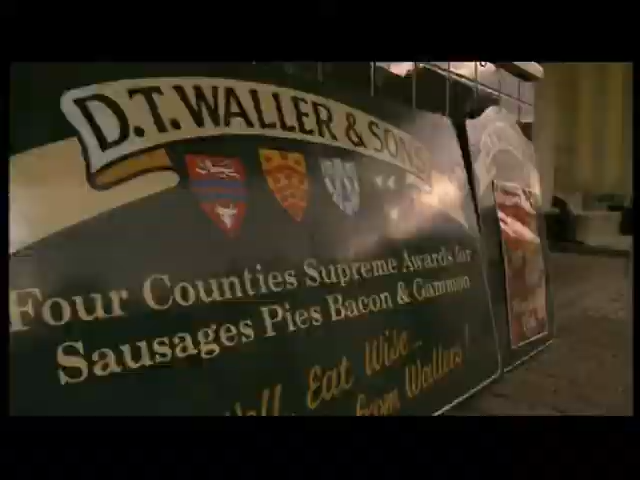 D.T. WALLER & SONS
Four Counties Supreme Awards for
Sausages Pies Bacon & Gammon
Eat Wise...
from Wallers!